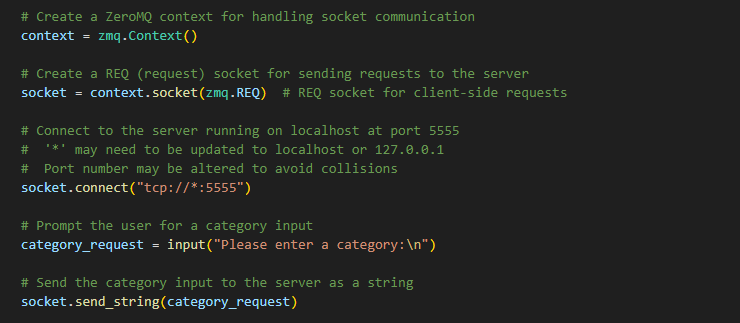 # Create a ZeroMQ context for handling socket communication
context = zmq.Context()
# Create a REQ (request) socket for sending requests to the server
socket = context.socket(zmq.REQ)  # REQ socket for client-side requests
# Connect to the server running on localhost at port 5555
#  '*' may need to be updated to localhost or 127.0.0.1
#  Port number may be altered to avoid collisions
socket.connect("tcp://*:5555")
# Prompt the user for a category input
category_request = input("Please enter a category:\n")
# Send the category input to the server as a string
socket.send_string(category_request)